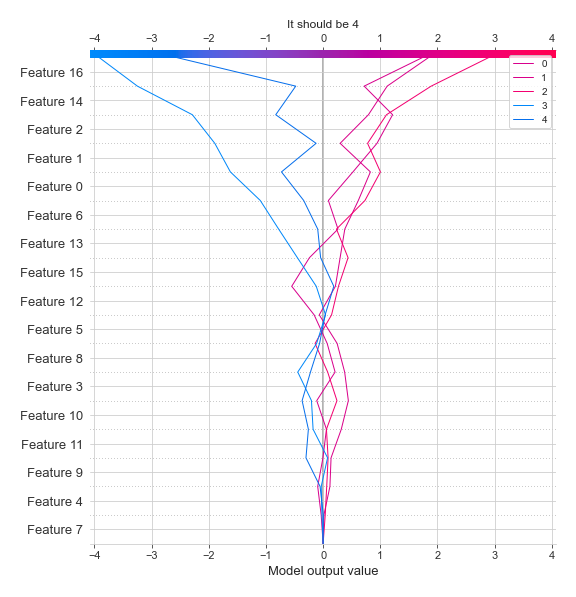 It should be 4
−4 −3 −2 −1 0 1 2 3 4
0
1
2
3
4
Feature 16
Feature 14
Feature 2
Feature 1
Feature 0
Feature 6
Feature 13
Feature 15
Feature 12
Feature 5
Feature 8
Feature 3
Feature 10
Feature 11
Feature 9
Feature 4
Feature 7
−4 −3 −2 −1 0 1 2 3 4
Model output value